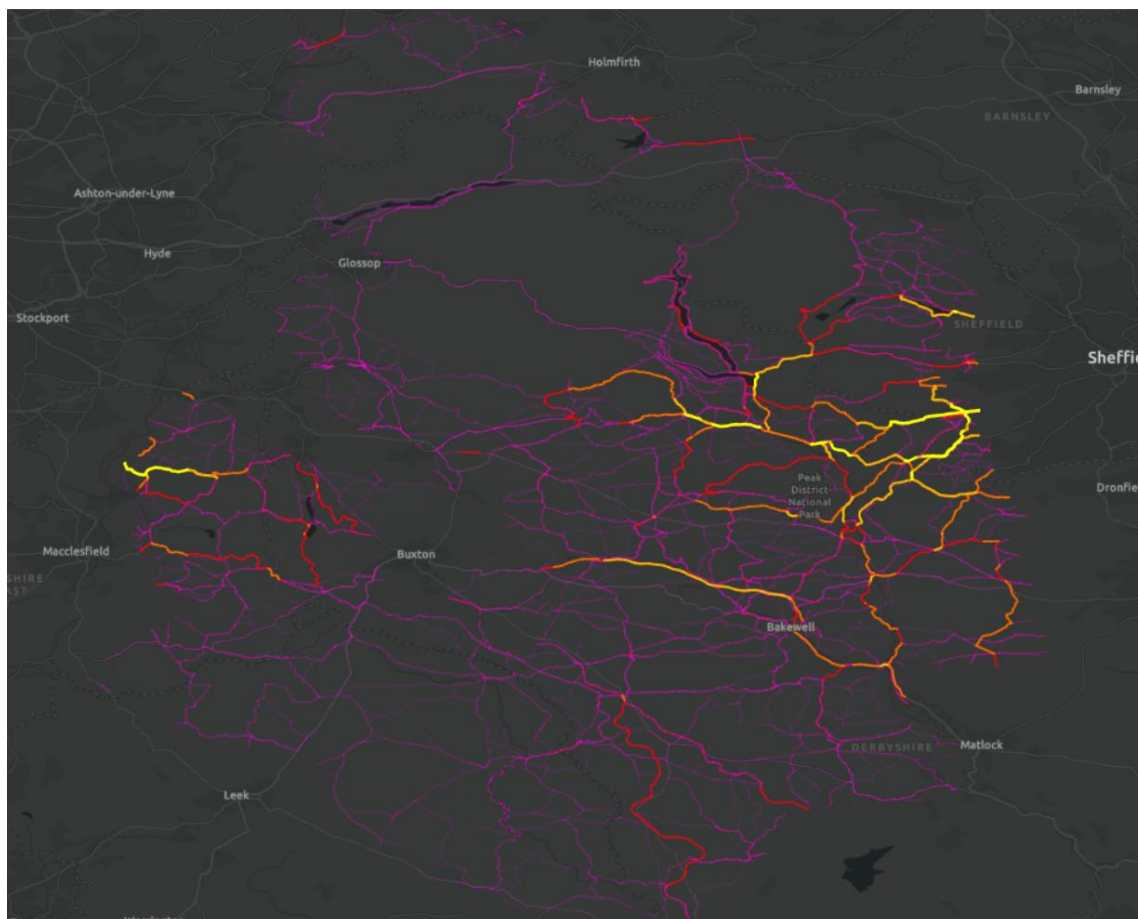 Holmfirth
Barnsley
BARNSLEY
Ashton-under-Lyne
Hyde
Glossop
Stockport
SHEFFIELD
Sheffie
Peak
District
National
Park
Dronfiel
Macclesfield
Buxton
SHIRE
AST
Bakewell
DERBYSHIRE
Matlock
Leek